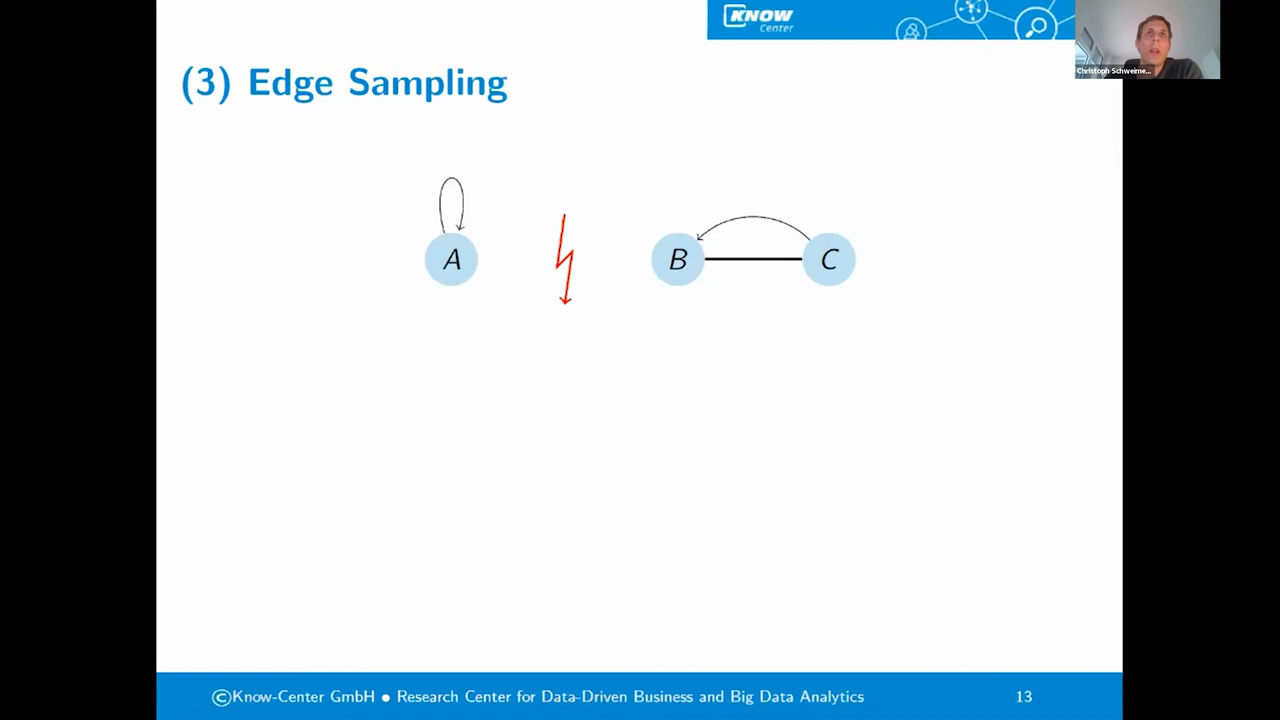 KNOW
Center
Christoph Schweime...
(3) Edge Sampling
A
B
C
©Know-Center GmbH • Research Center for Data-Driven Business and Big Data Analytics
13